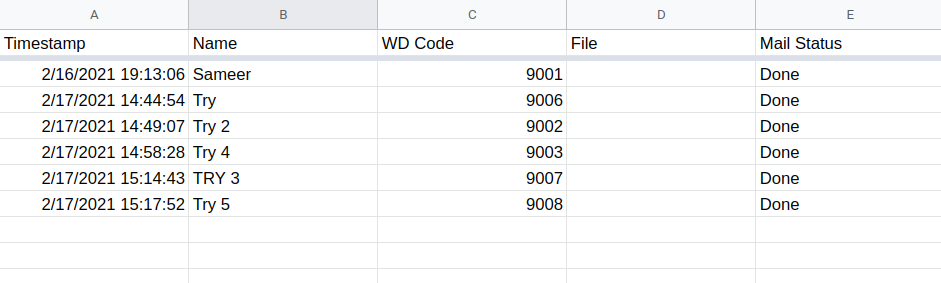 A B C D E
Timestamp Name WD Code File Mail Status
2/16/2021 19:13:06 Sameer 9001 Done
2/17/2021 14:44:54 Try 9006 Done
2/17/2021 14:49:07 Try 2 9002 Done
2/17/2021 14:58:28 Try 4 9003 Done
2/17/2021 15:14:43 TRY 3 9007 Done
2/17/2021 15:17:52 Try 5 9008 Done